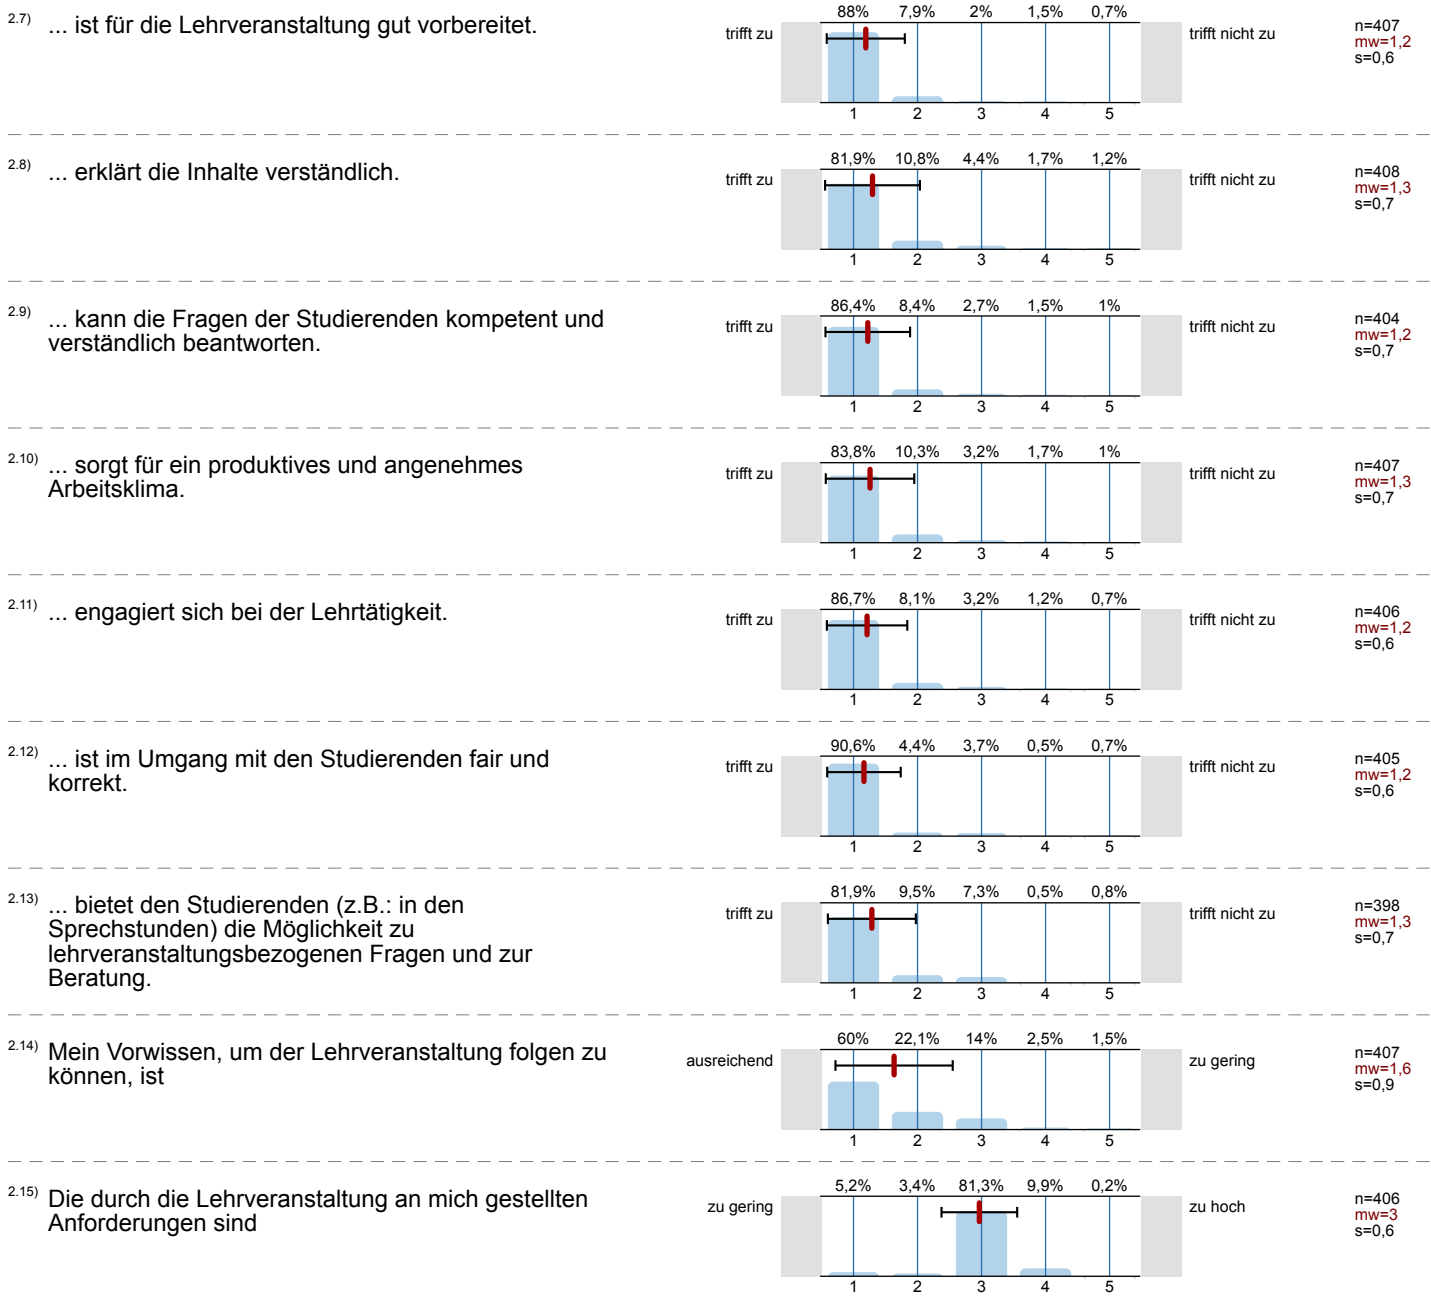 2.7) ... ist für die Lehrveranstaltung gut vorbereitet.
trifft zu
88% 7,9% 2% 1,5% 0,7%
1 2 3 4 5
trifft nicht zu
n=407
mw=1,2
s=0,6
2.8) ... erklärt die Inhalte verständlich.
trifft zu
81,9% 10,8% 4,4% 1,7% 1,2%
1 2 3 4 5
trifft nicht zu
n=408
mw=1,3
s=0,7
2.9) ... kann die Fragen der Studierenden kompetent und
verständlich beantworten.
trifft zu
86,4% 8,4% 2,7% 1,5% 1%
1 2 3 4 5
trifft nicht zu
n=404
mw=1,2
s=0,7
2.10) ... sorgt für ein produktives und angenehmes
Arbeitsklima.
trifft zu
83,8% 10,3% 3,2% 1,7% 1%
1 2 3 4 5
trifft nicht zu
n=407
mw=1,3
s=0,7
2.11) ... engagiert sich bei der Lehrtätigkeit.
trifft zu
86,7% 8,1% 3,2% 1,2% 0,7%
1 2 3 4 5
trifft nicht zu
n=406
mw=1,2
s=0,6
2.12) ... ist im Umgang mit den Studierenden fair und
korrekt.
trifft zu
90,6% 4,4% 3,7% 0,5% 0,7%
1 2 3 4 5
trifft nicht zu
n=405
mw=1,2
s=0,6
2.13) ... bietet den Studierenden (z.B.: in den
Sprechstunden) die Möglichkeit zu
lehrveranstaltungsbezogenen Fragen und zur
Beratung.
trifft zu
81,9% 9,5% 7,3% 0,5% 0,8%
1 2 3 4 5
trifft nicht zu
n=398
mw=1,3
s=0,7
2.14) Mein Vorwissen, um der Lehrveranstaltung folgen zu
können, ist
ausreichend
60% 22,1% 14% 2,5% 1,5%
1 2 3 4 5
zu gering
n=407
mw=1,6
s=0,9
2.15) Die durch die Lehrveranstaltung an mich gestellten
Anforderungen sind
zu gering
5,2% 3,4% 81,3% 9,9% 0,2%
1 2 3 4 5
zu hoch
n=406
mw=3
s=0,6